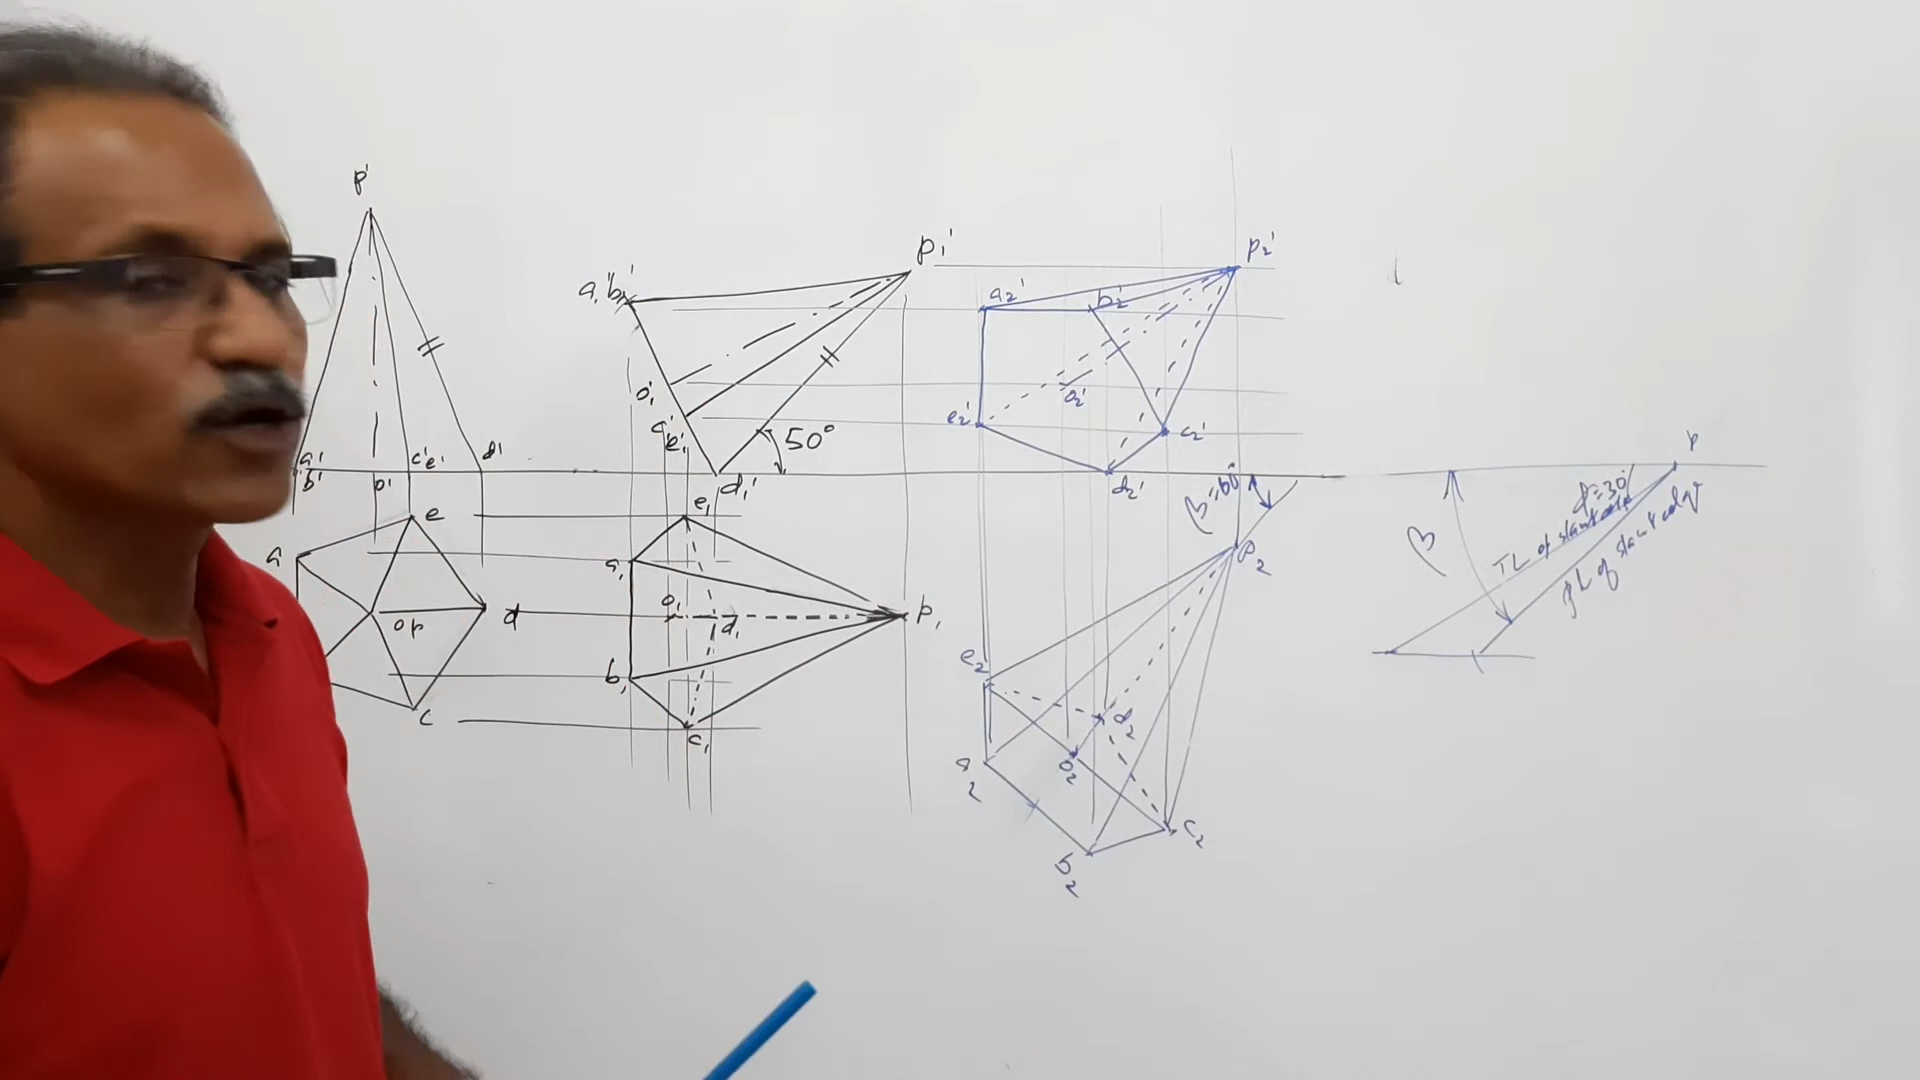 p'
a'
b'
o'
c'e'
d'
e
a
op
d
c
a₁'b₁'
p₁'
o₁'
c₁'e₁'
50°
d₁'
e₁
a₁
o₁
d₁
p₁
b₁
c₁
p₂'
a₂'
b₂'
o₂'
e₂'
c₂'
d₂'
β=60
p₂
e₂
d₂
o₂
a₂
c₂
b₂
p
φ=30
β
TL of slant edge
pL of slant edge